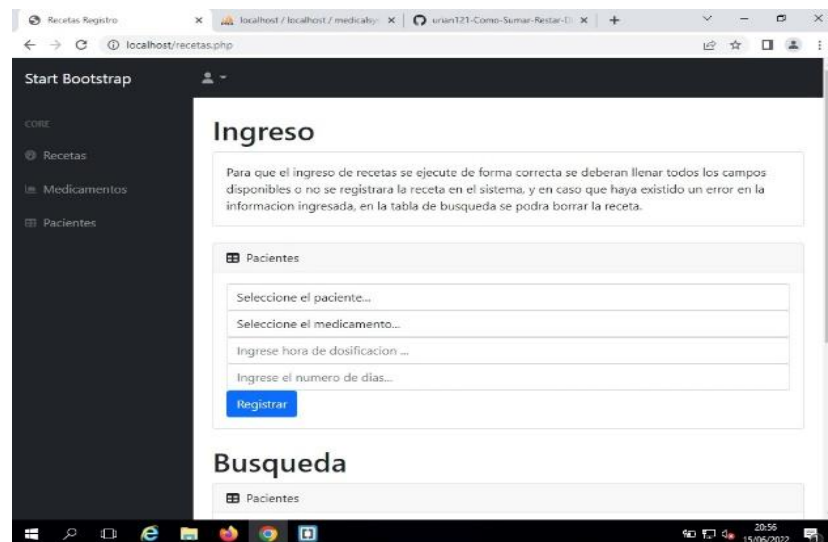 Recetas Registro
localhost / localhost / medicalsy
urian121-Como-Sumar-Restar-D
localhost/recetas.php
Start Bootstrap
CORE
Recetas
Medicamentos
Pacientes
Ingreso
Para que el ingreso de recetas se ejecute de forma correcta se deberan llenar todos los campos
disponibles o no se registrara la receta en el sistema, y en caso que haya existido un error en la
informacion ingresada, en la tabla de busqueda se podra borrar la receta.
Pacientes
Seleccione el paciente...
Seleccione el medicamento...
Ingrese hora de dosificacion ...
Ingrese el numero de dias...
Registrar
Busqueda
Pacientes
20:56
15/06/2022